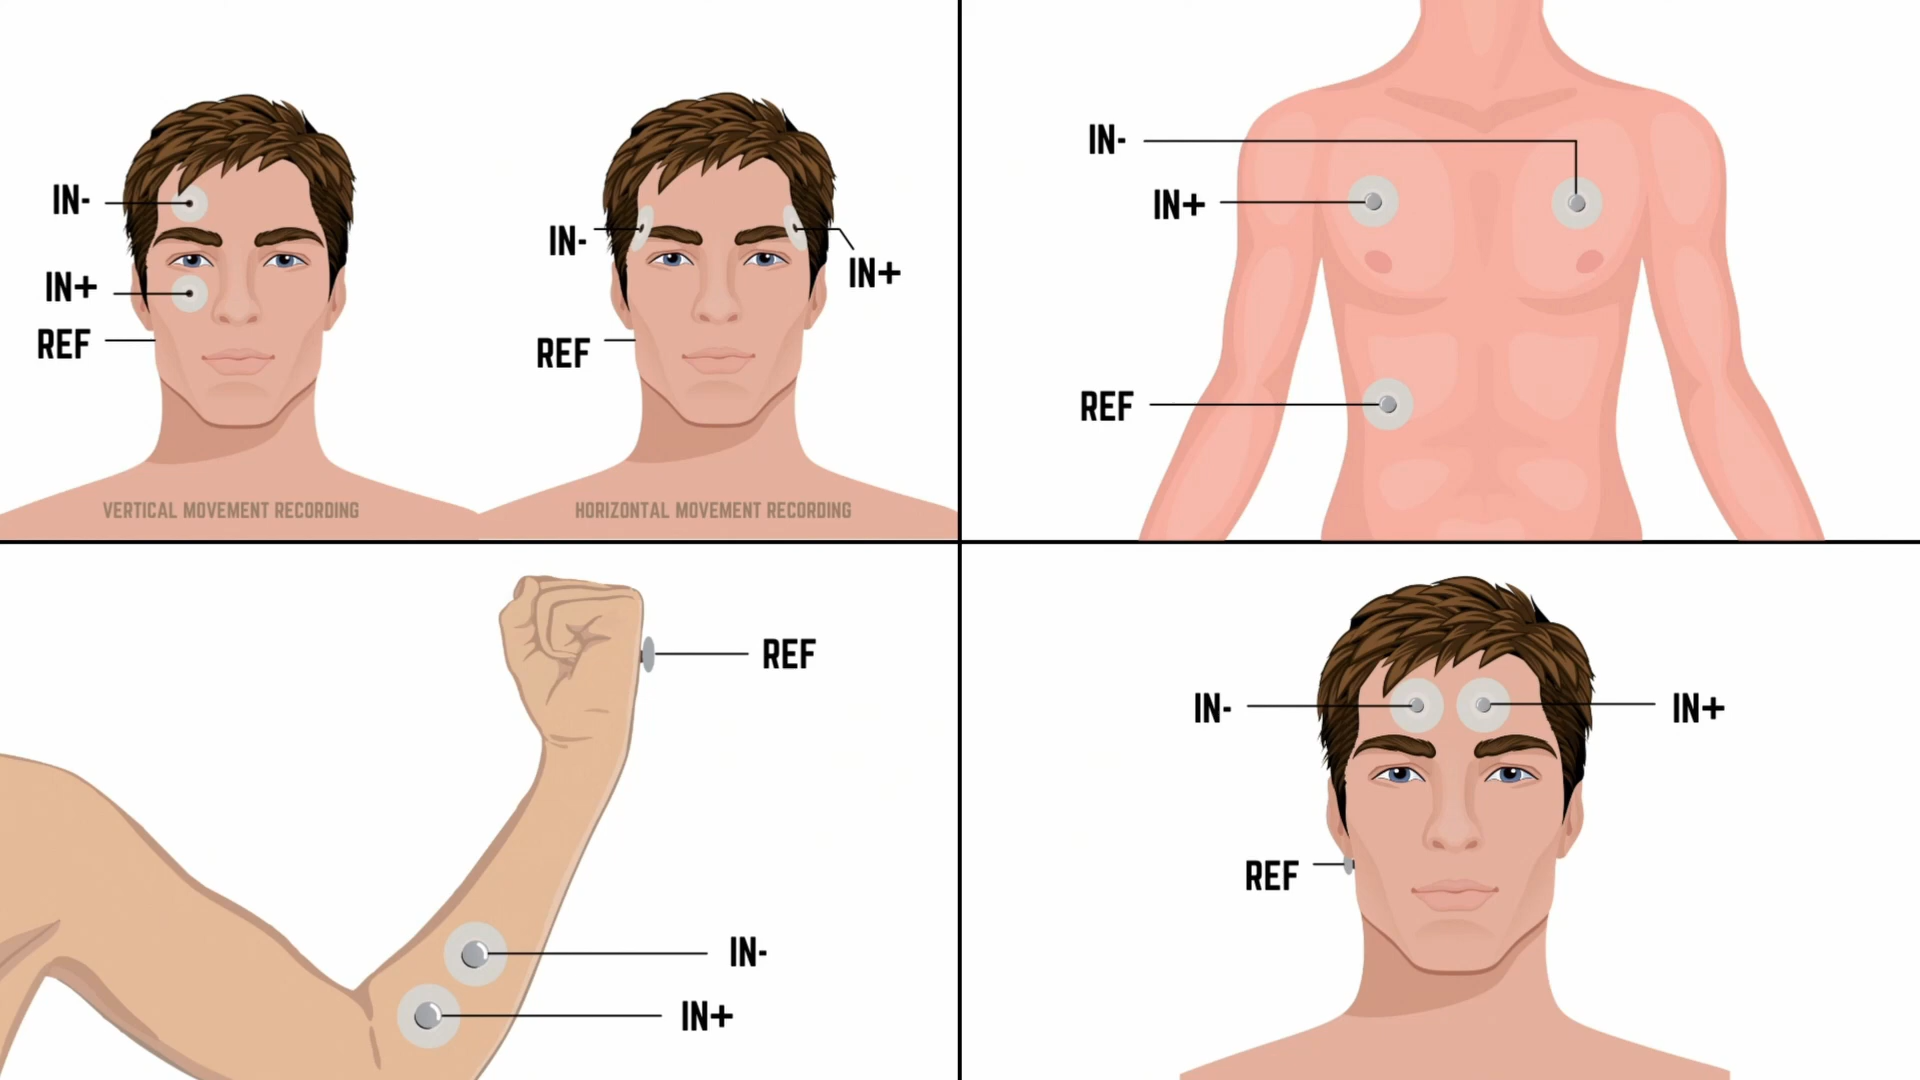 IN-
IN+
REF
VERTICAL MOVEMENT RECORDING
IN-
IN+
REF
HORIZONTAL MOVEMENT RECORDING
IN-
IN+
REF
REF
IN-
IN+
IN-
IN+
REF